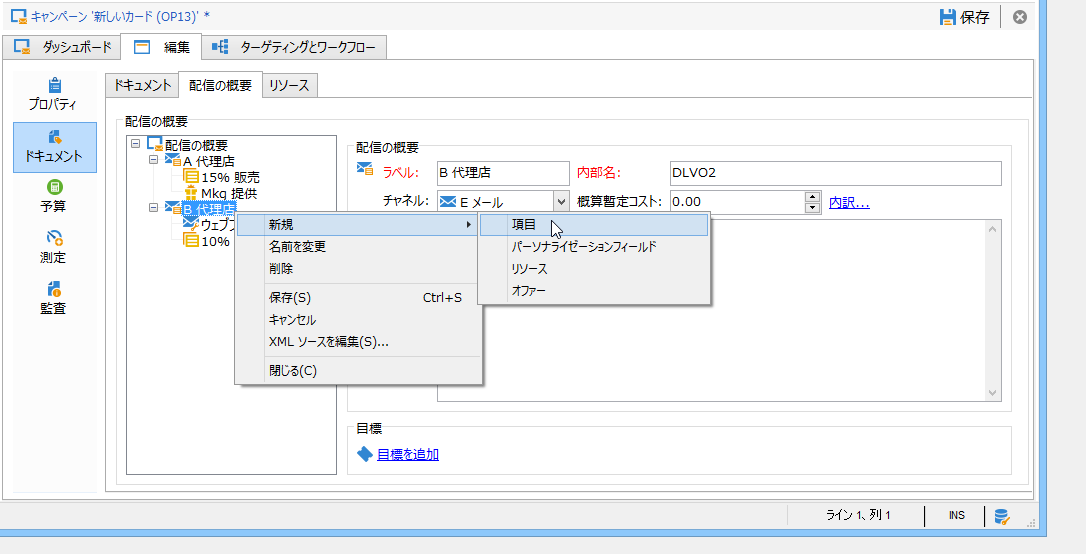 キャンペーン '新しいカード (OP13)' *
保存
ダッシュボード
編集
ターゲティングとワークフロー
プロパティ
ドキュメント
予算
測定
監査
ドキュメント
配信の概要
リソース
配信の概要
配信の概要
A 代理店
15% 販売
Mkg 提供
B 代理店
10%
配信の概要
ラベル:
B 代理店
内部名:
DLVO2
チャネル:
E メール
概算暫定コスト:
0.00
内訳...
新規
名前を変更
削除
保存(S)
Ctrl+S
キャンセル
XML ソースを編集(S)...
閉じる(C)
項目
パーソナライゼーションフィールド
リソース
オファー
目標
目標を追加
ライン 1、列 1
INS